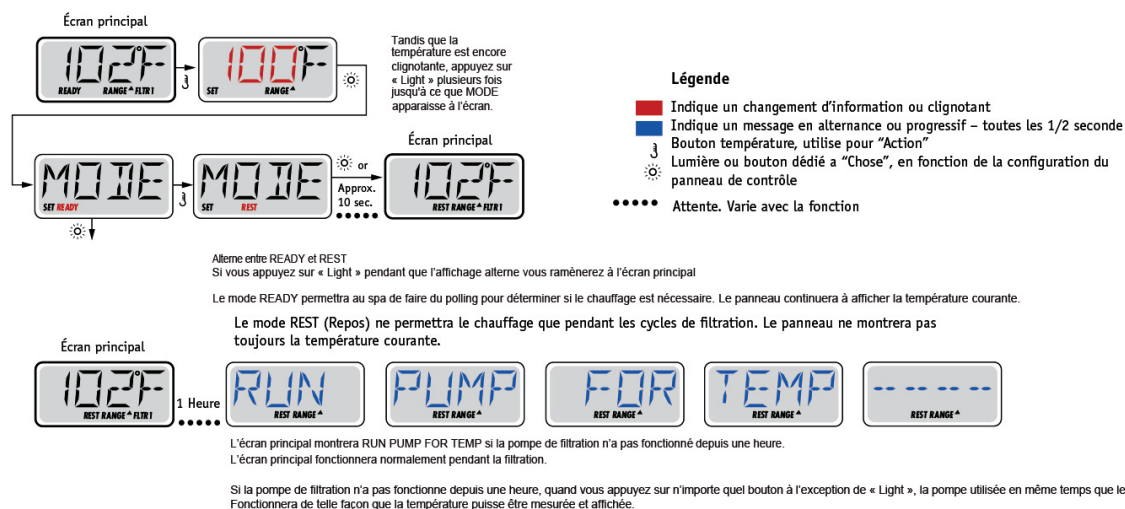 Écran principal
102°F
READY RANGE FLTR1
100°F
SET RANGE
Tandis que la
température est encore
clignotante, appuyez sur
« Light » plusieurs fois
jusqu'à ce que MODE
apparaisse à l'écran.
Légende
Indique un changement d'information ou clignotant
Indique un message en alternance ou progressif – toutes les 1/2 seconde
Bouton température, utilise pour "Action"
Lumière ou bouton dédié a "Chose", en fonction de la configuration du
panneau de contrôle
Attente. Varie avec la fonction
MODE
SET READY
MODE
SET REST
or
Approx.
10 sec.
Écran principal
102°F
REST RANGE FLTR1
Alterne entre READY et REST
Si vous appuyez sur « Light » pendant que l'affichage alterne vous ramènerez à l'écran principal
Le mode READY permettra au spa de faire du polling pour déterminer si le chauffage est nécessaire. Le panneau continuera à afficher la température courante.
Le mode REST (Repos) ne permettra le chauffage que pendant les cycles de filtration. Le panneau ne montrera pas
toujours la température courante.
Écran principal
102°F
REST RANGE FLTR1
1 Heure
RUN
REST RANGE
PUMP
REST RANGE
FOR
REST RANGE
TEMP
REST RANGE
----
REST RANGE
L'écran principal montrera RUN PUMP FOR TEMP si la pompe de filtration n'a pas fonctionné depuis une heure.
L'écran principal fonctionnera normalement pendant la filtration.
Si la pompe de filtration n'a pas fonctionne depuis une heure, quand vous appuyez sur n'importe quel bouton à l'exception de « Light », la pompe utilisée en même temps que le
Fonctionnera de telle façon que la température puisse être mesurée et affichée.